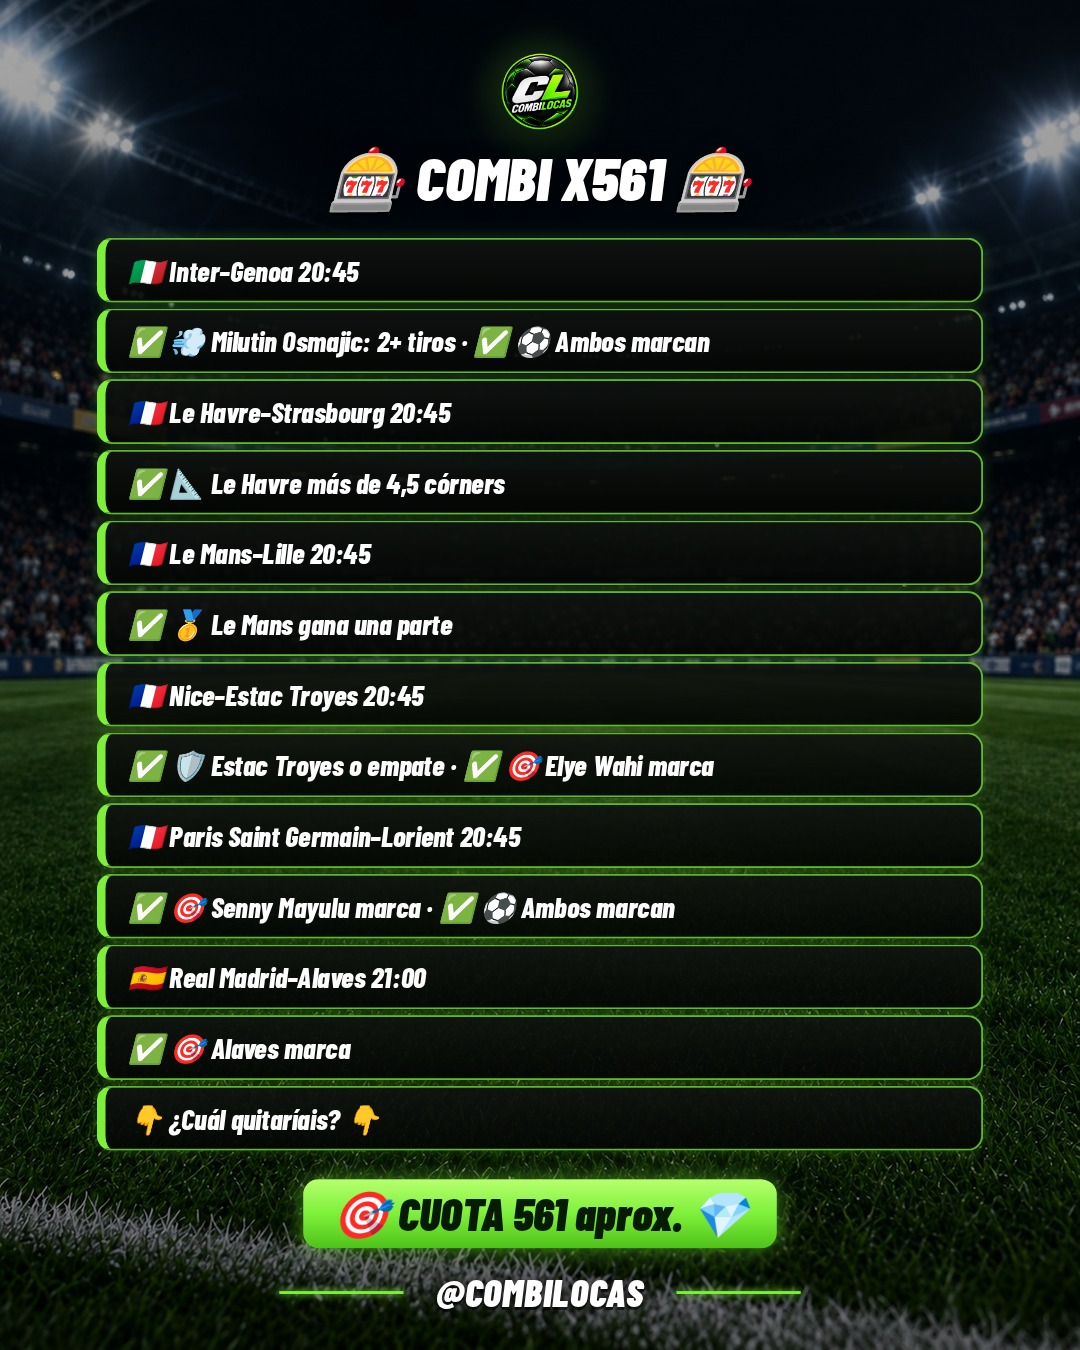 CL
COMBILOCAS
🎰 COMBI X561 🎰
🇮🇹Inter-Genoa 20:45
✅ 💨 Milutin Osmajic: 2+ tiros · ✅ ⚽ Ambos marcan
🇫🇷Le Havre-Strasbourg 20:45
✅ 📐 Le Havre más de 4,5 córners
🇫🇷Le Mans-Lille 20:45
✅ 🥇 Le Mans gana una parte
🇫🇷Nice-Estac Troyes 20:45
✅ 🛡️ Estac Troyes o empate · ✅ 🎯 Elye Wahi marca
🇫🇷Paris Saint Germain-Lorient 20:45
✅ 🎯 Senny Mayulu marca · ✅ ⚽ Ambos marcan
🇪🇸Real Madrid-Alaves 21:00
✅ 🎯 Alaves marca
👇 ¿Cuál quitaríais? 👇
🎯 CUOTA 561 aprox. 💎
@COMBILOCAS